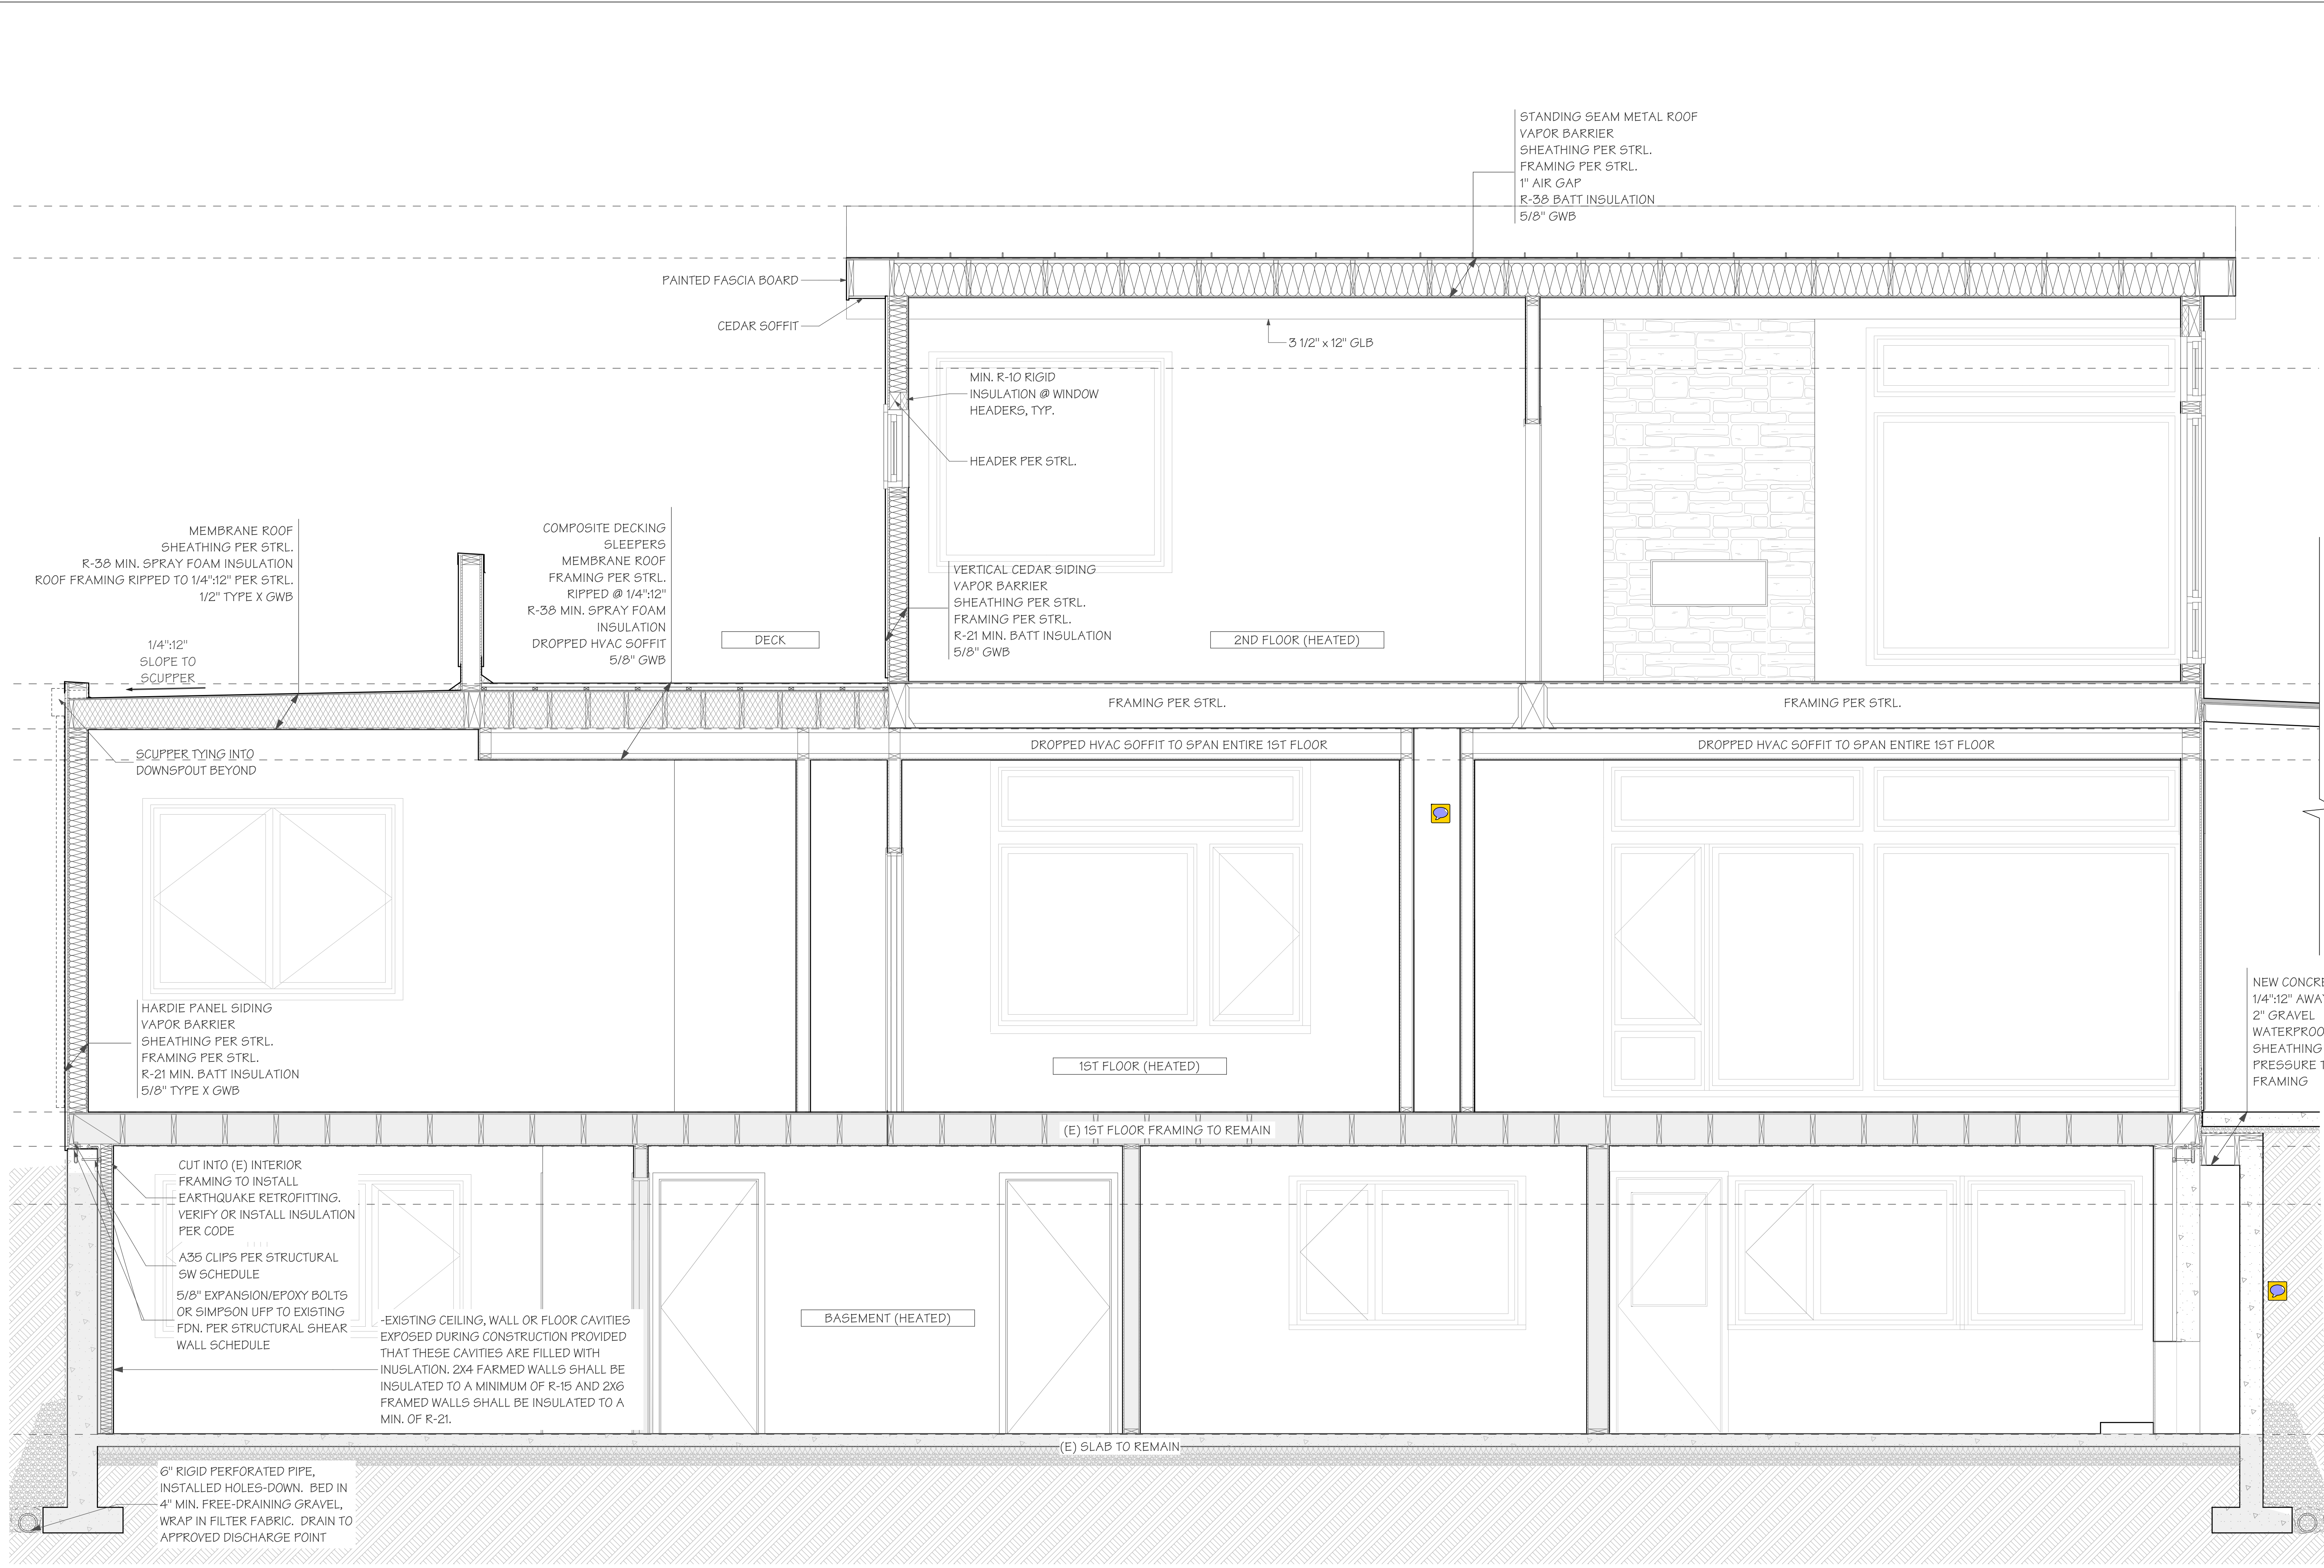 STANDING SEAM METAL ROOF
VAPOR BARRIER
SHEATHING PER STRL.
FRAMING PER STRL.
1" AIR GAP
R-38 BATT INSULATION
5/8" GWB
PAINTED FASCIA BOARD
CEDAR SOFFIT
3 1/2" x 12" GLB
MIN. R-10 RIGID
INSULATION @ WINDOW
HEADERS, TYP.
HEADER PER STRL.
MEMBRANE ROOF
SHEATHING PER STRL.
R-38 MIN. SPRAY FOAM INSULATION
ROOF FRAMING RIPPED TO 1/4":12" PER STRL.
1/2" TYPE X GWB
COMPOSITE DECKING
SLEEPERS
MEMBRANE ROOF
FRAMING PER STRL.
RIPPED @ 1/4":12"
R-38 MIN. SPRAY FOAM
INSULATION
DROPPED HVAC SOFFIT
5/8" GWB
VERTICAL CEDAR SIDING
VAPOR BARRIER
SHEATHING PER STRL.
FRAMING PER STRL.
R-21 MIN. BATT INSULATION
5/8" GWB
DECK
2ND FLOOR (HEATED)
1/4":12"
SLOPE TO
SCUPPER
FRAMING PER STRL.
FRAMING PER STRL.
SCUPPER TYING INTO
DOWNSPOUT BEYOND
DROPPED HVAC SOFFIT TO SPAN ENTIRE 1ST FLOOR
DROPPED HVAC SOFFIT TO SPAN ENTIRE 1ST FLOOR
HARDIE PANEL SIDING
VAPOR BARRIER
SHEATHING PER STRL.
FRAMING PER STRL.
R-21 MIN. BATT INSULATION
5/8" TYPE X GWB
1ST FLOOR (HEATED)
NEW CONCRE
1/4":12" AWA
2" GRAVEL
WATERPROO
SHEATHING
PRESSURE T
FRAMING
(E) 1ST FLOOR FRAMING TO REMAIN
CUT INTO (E) INTERIOR
FRAMING TO INSTALL
EARTHQUAKE RETROFITTING.
VERIFY OR INSTALL INSULATION
PER CODE
A35 CLIPS PER STRUCTURAL
SW SCHEDULE
5/8" EXPANSION/EPOXY BOLTS
OR SIMPSON UFP TO EXISTING
FDN. PER STRUCTURAL SHEAR
WALL SCHEDULE
-EXISTING CEILING, WALL OR FLOOR CAVITIES
EXPOSED DURING CONSTRUCTION PROVIDED
THAT THESE CAVITIES ARE FILLED WITH
INUSLATION. 2X4 FARMED WALLS SHALL BE
INSULATED TO A MINIMUM OF R-15 AND 2X6
FRAMED WALLS SHALL BE INSULATED TO A
MIN. OF R-21.
BASEMENT (HEATED)
(E) SLAB TO REMAIN
6" RIGID PERFORATED PIPE,
INSTALLED HOLES-DOWN. BED IN
4" MIN. FREE-DRAINING GRAVEL,
WRAP IN FILTER FABRIC. DRAIN TO
APPROVED DISCHARGE POINT